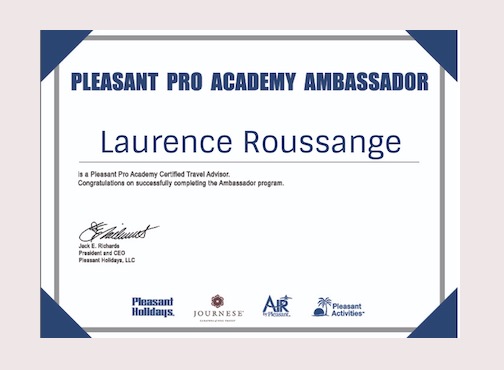 PLEASANT PRO ACADEMY AMBASSADOR
Laurence Roussange
is a Pleasant Pro Academy Certified Travel Advisor.
Congratulations on successfully completing the Ambassador program.
Jack E. Richards
President and CEO
Pleasant Holidays, LLC
Pleasant
Holidays.
JOURNESE
AIR
by Pleasant
Pleasant
Activities